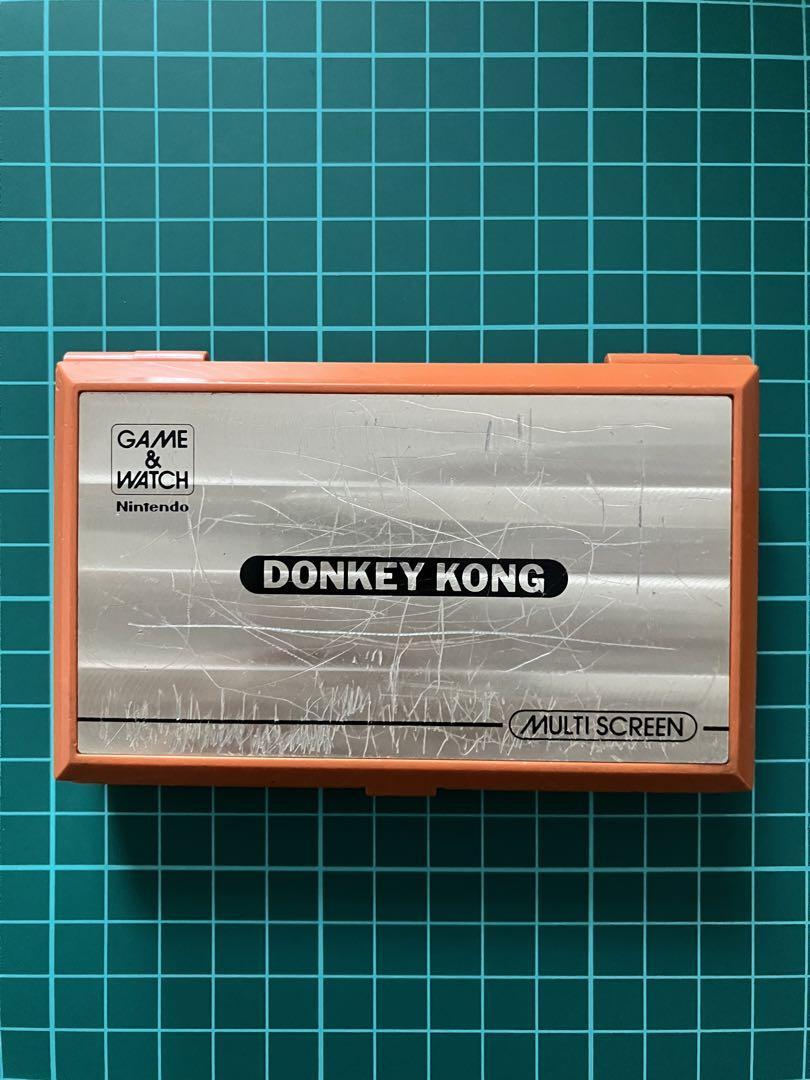 GAME
&
WATCH
Nintendo
DONKEY KONG
MULTI SCREEN